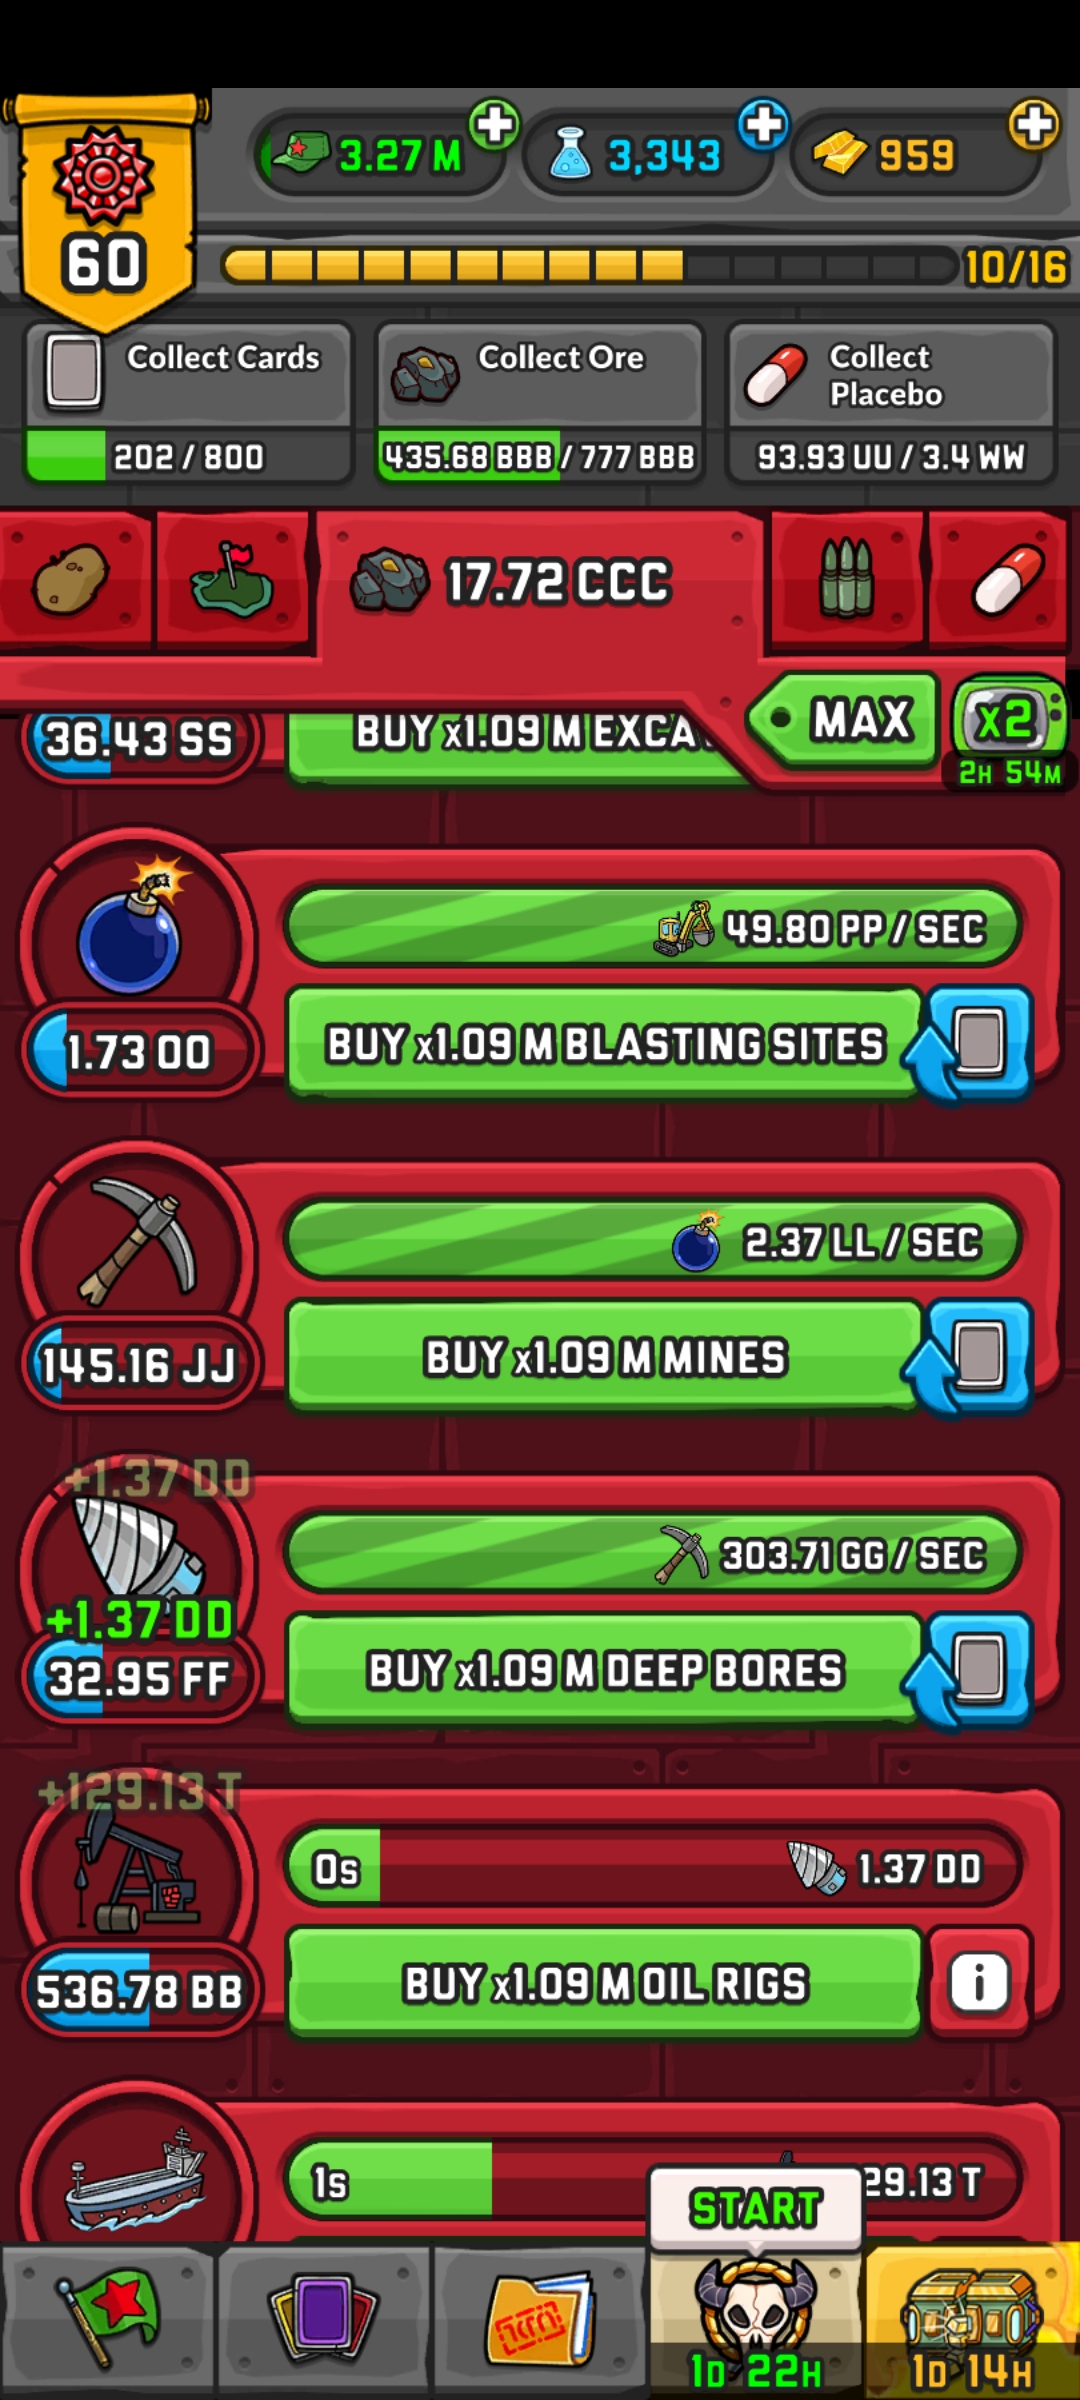 60
3.27 M
3,343
959
10/16
Collect Cards
202 / 800
Collect Ore
435.68 BBB / 777 BBB
Collect
Placebo
93.93 UU / 3.4 WW
17.72 CCC
MAX
x2
2H 54M
36.43 SS
BUY x1.09 M
49.80 PP / SEC
1.73 OO
BUY x1.09 M BLASTING SITES
2.37 LL / SEC
145.16 JJ
BUY x1.09 M MINES
+1.37 DD
303.71 GG / SEC
+1.37 DD
32.95 FF
BUY x1.09 M DEEP BORES
+129.13 T
0s
1.37 DD
536.78 BB
BUY x1.09 M OIL RIGS
i
1s
29.13 T
START
1D 22H
1D 14H